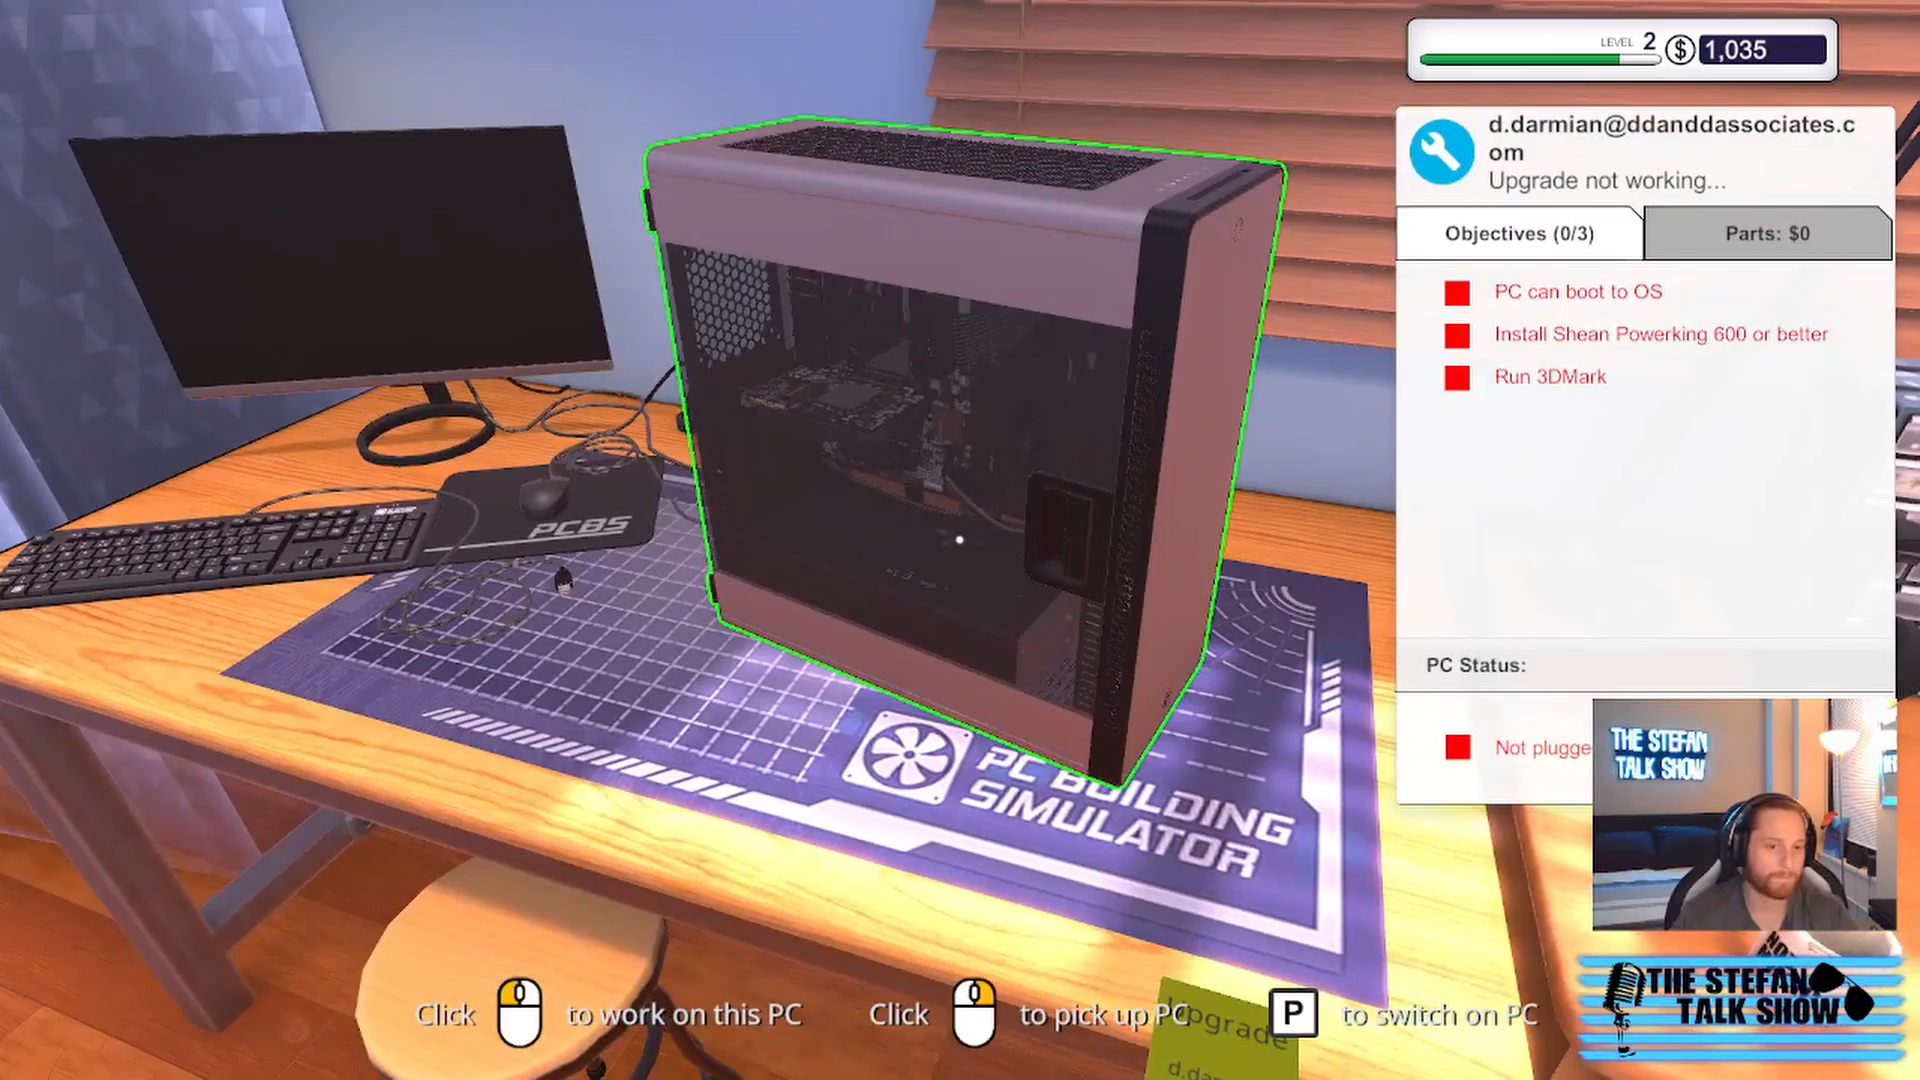 LEVEL 2 $ 1,035
d.darmian@ddanddassociates.c
om
Upgrade not working...
Objectives (0/3)
Parts: $0
PC can boot to OS
Install Shean Powerking 600 or better
Run 3DMark
PC Status:
Not plugge
THE STEFAN
TALK SHOW
PCBS
PC BUILDING
SIMULATOR
Click to work on this PC
Click to pick up PC
P to switch on PC
Upgrade
d.dar
THE STEFAN
TALK SHOW